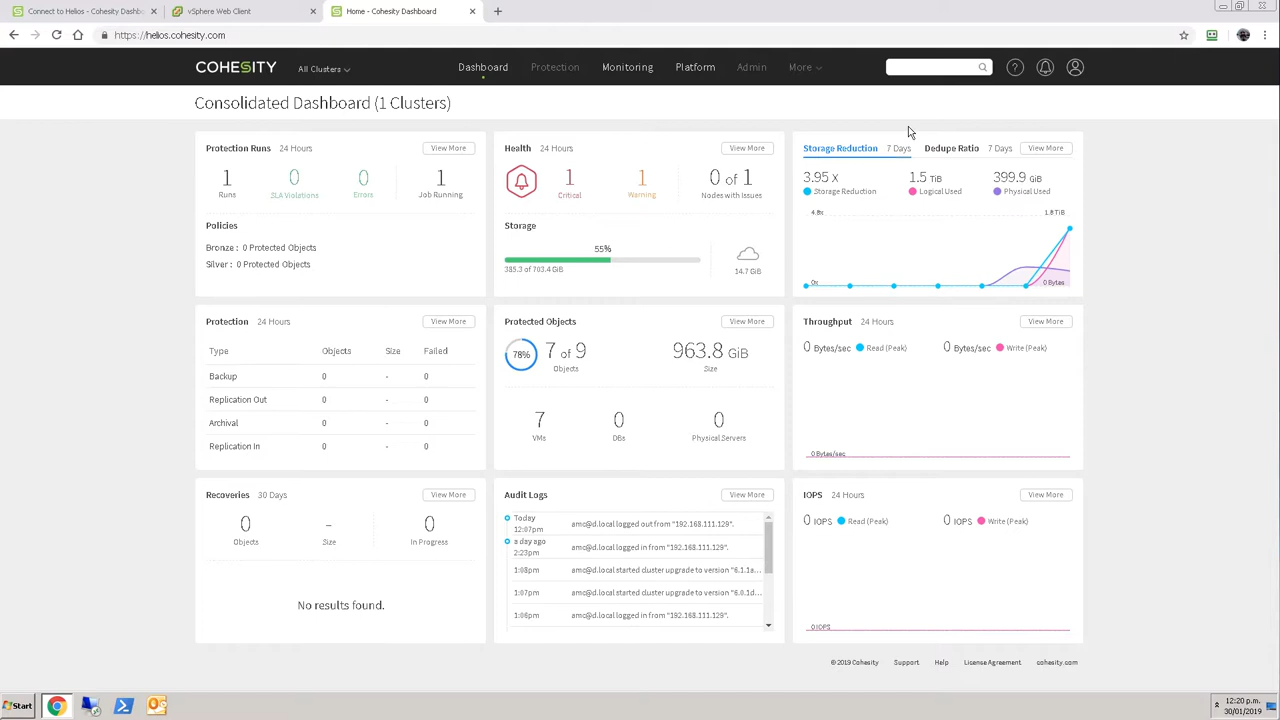 Connect to Helios - Cohesity Dashb
vSphere Web Client
Home - Cohesity Dashboard
https://helios.cohesity.com
COHESITY
All Clusters
Dashboard
Protection
Monitoring
Platform
Admin
More
Consolidated Dashboard (1 Clusters)
Protection Runs 24 Hours
View More
1
Runs
0
SLA Violations
0
Errors
1
Job Running
Policies
Bronze : 0 Protected Objects
Silver : 0 Protected Objects
Health 24 Hours
View More
1
Critical
1
Warning
0 of 1
Nodes with Issues
Storage
55%
385.3 of 703.4 GiB
14.7 GiB
Storage Reduction 7 Days
Dedupe Ratio 7 Days
View More
3.95 X
Storage Reduction
1.5 TiB
Logical Used
399.9 GiB
Physical Used
4.8x
1.8 TiB
0x
0 Bytes
Protection 24 Hours
View More
Type Objects Size Failed
Backup 0 - 0
Replication Out 0 - 0
Archival 0 - 0
Replication In 0 - 0
Protected Objects
View More
78%
7 of 9
Objects
963.8 GiB
Size
7
VMs
0
DBs
0
Physical Servers
Throughput 24 Hours
View More
0 Bytes/sec Read (Peak)
0 Bytes/sec Write (Peak)
0 Bytes/sec
Recoveries 30 Days
View More
0
Objects
-
Size
0
In Progress
No results found.
Audit Logs
View More
Today
12:07pm
amc@d.local logged out from "192.168.111.129".
a day ago
2:23pm
amc@d.local logged in from "192.168.111.129".
1:08pm amc@d.local started cluster upgrade to version "6.1.1a...
1:07pm amc@d.local started cluster upgrade to version "6.0.1d...
1:06pm amc@d.local logged in from "192.168.111.129".
IOPS 24 Hours
View More
0 IOPS Read (Peak)
0 IOPS Write (Peak)
0 IOPS
© 2019 Cohesity
Support
Help
License Agreement
cohesity.com
Start
12:20 p.m.
30/01/2019